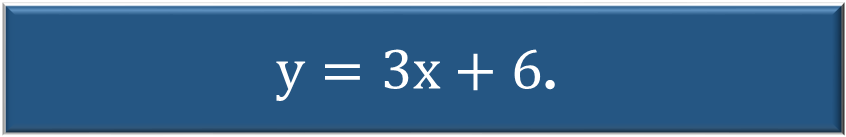 y = 3x + 6.